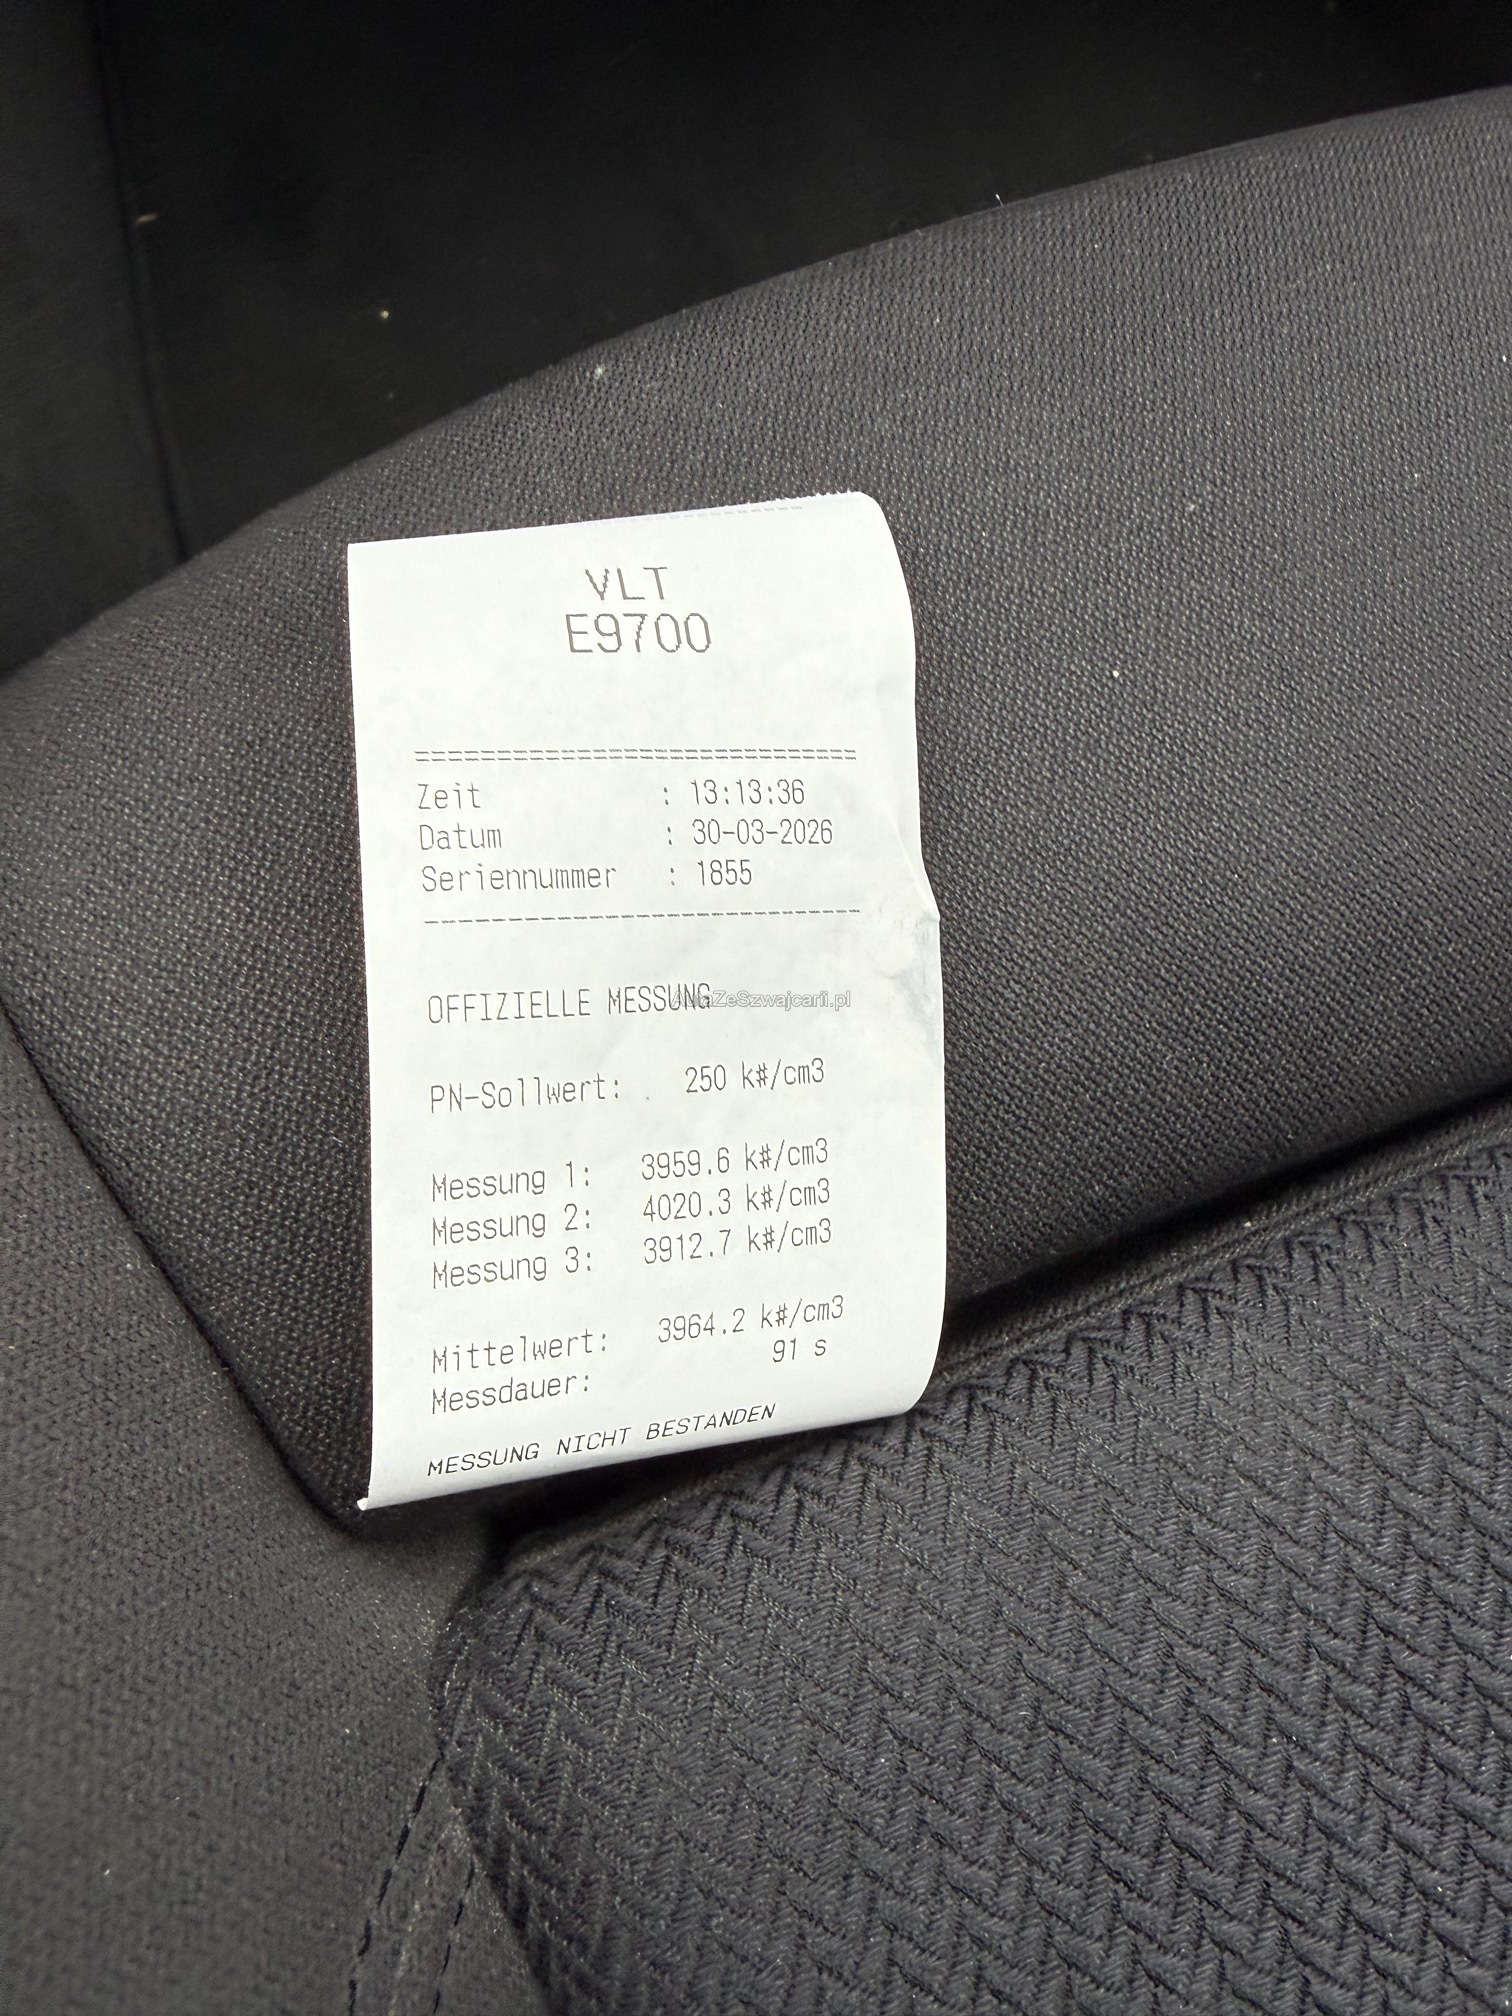 VLT
E9700
==========================
Zeit : 13:13:36
Datum : 30-03-2026
Seriennummer : 1855
--------------------------
OFFIZIELLE MESSUNG
AutaZeSzwajcarii.pl
PN-Sollwert: 250 k#/cm3
Messung 1: 3959.6 k#/cm3
Messung 2: 4020.3 k#/cm3
Messung 3: 3912.7 k#/cm3
Mittelwert: 3964.2 k#/cm3
Messdauer: 91 s
MESSUNG NICHT BESTANDEN